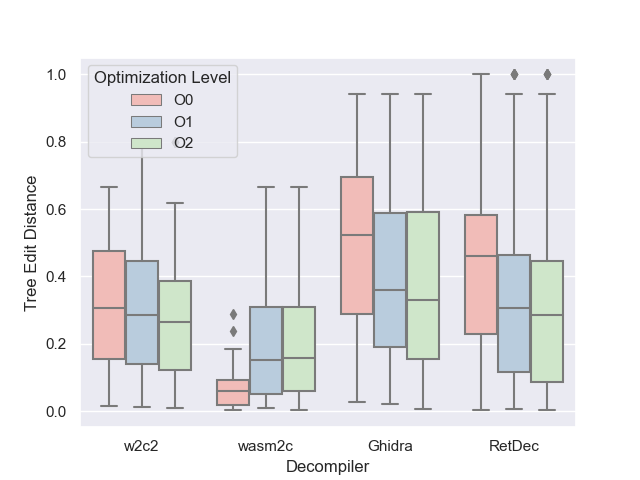 Optimization Level
O0
O1
O2
1.0
0.8
0.6
0.4
0.2
0.0
Tree Edit Distance
w2c2 wasm2c Ghidra RetDec
Decompiler